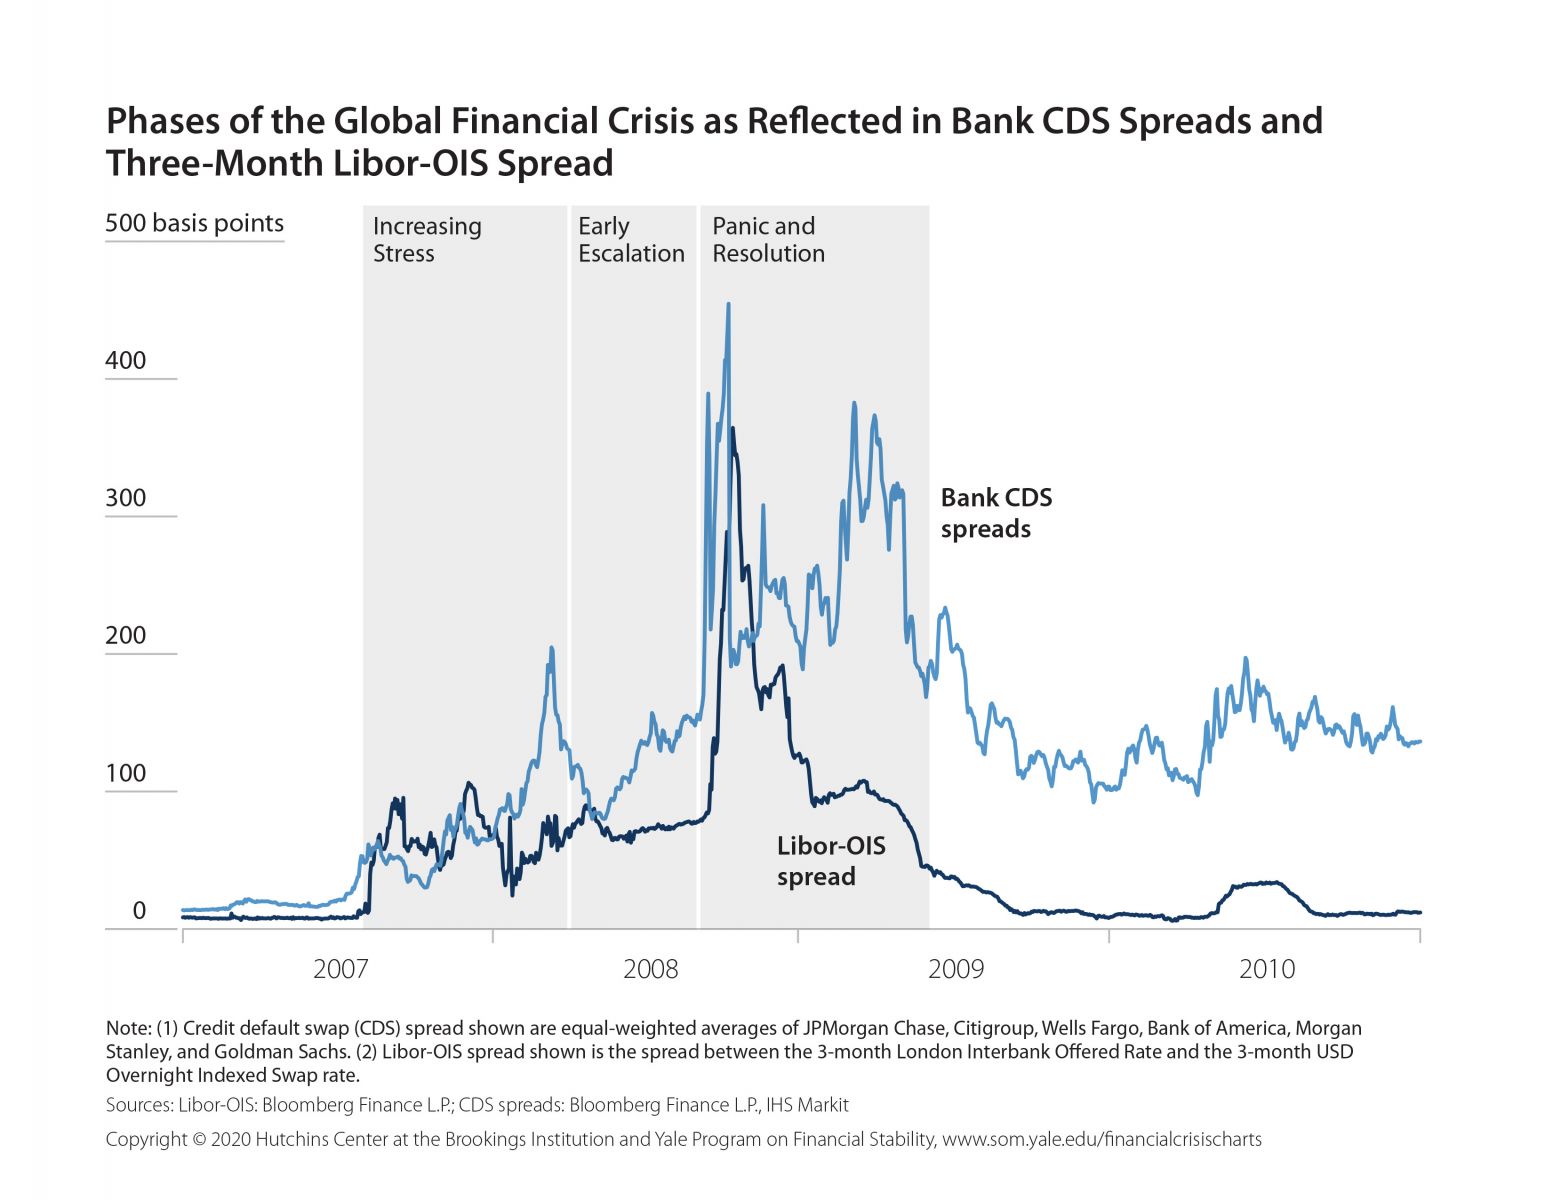 Phases of the Global Financial Crisis as Reflected in Bank CDS Spreads and
Three-Month Libor-OIS Spread
500 basis points
Increasing
Stress
Early
Escalation
Panic and
Resolution
400
300
Bank CDS
spreads
200
100
Libor-OIS
spread
0
2007
2008
2009
2010
Note: (1) Credit default swap (CDS) spread shown are equal-weighted averages of JPMorgan Chase, Citigroup, Wells Fargo, Bank of America, Morgan
Stanley, and Goldman Sachs. (2) Libor-OIS spread shown is the spread between the 3-month London Interbank Offered Rate and the 3-month USD
Overnight Indexed Swap rate.
Sources: Libor-OIS: Bloomberg Finance L.P.; CDS spreads: Bloomberg Finance L.P., IHS Markit
Copyright © 2020 Hutchins Center at the Brookings Institution and Yale Program on Financial Stability, www.som.yale.edu/financialcrisischarts